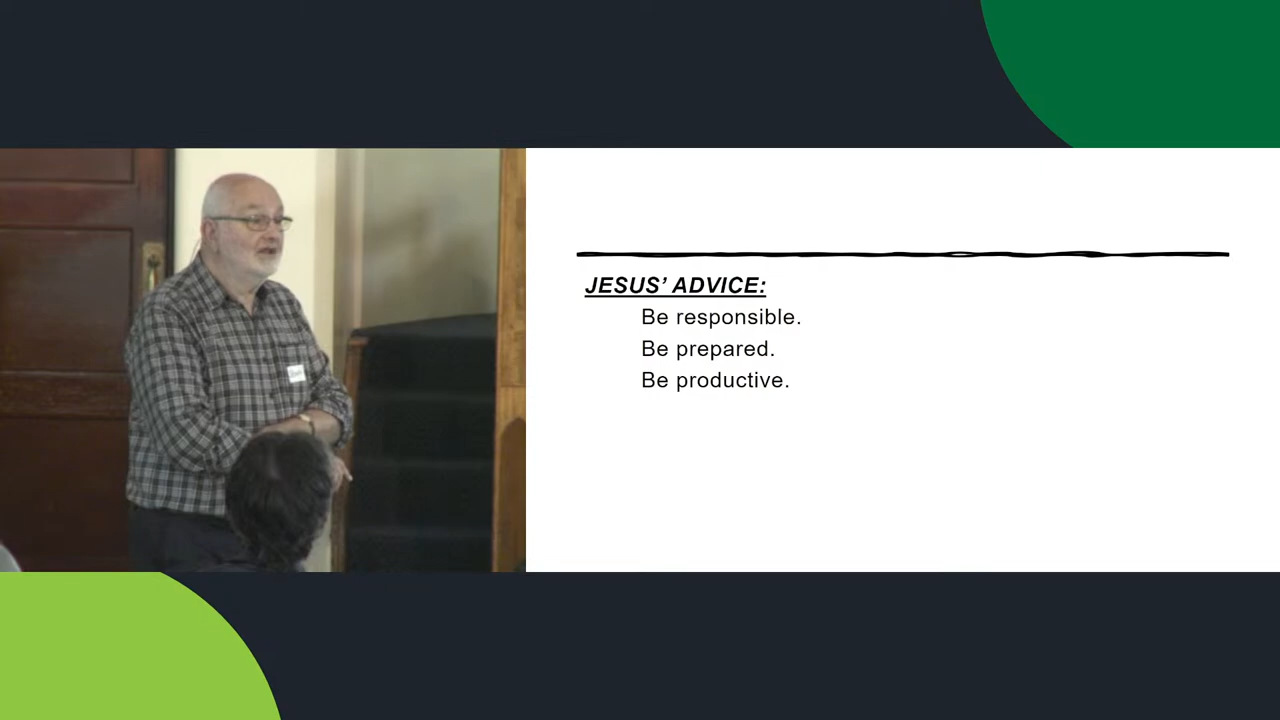 JESUS’ ADVICE:
Be responsible.
Be prepared.
Be productive.